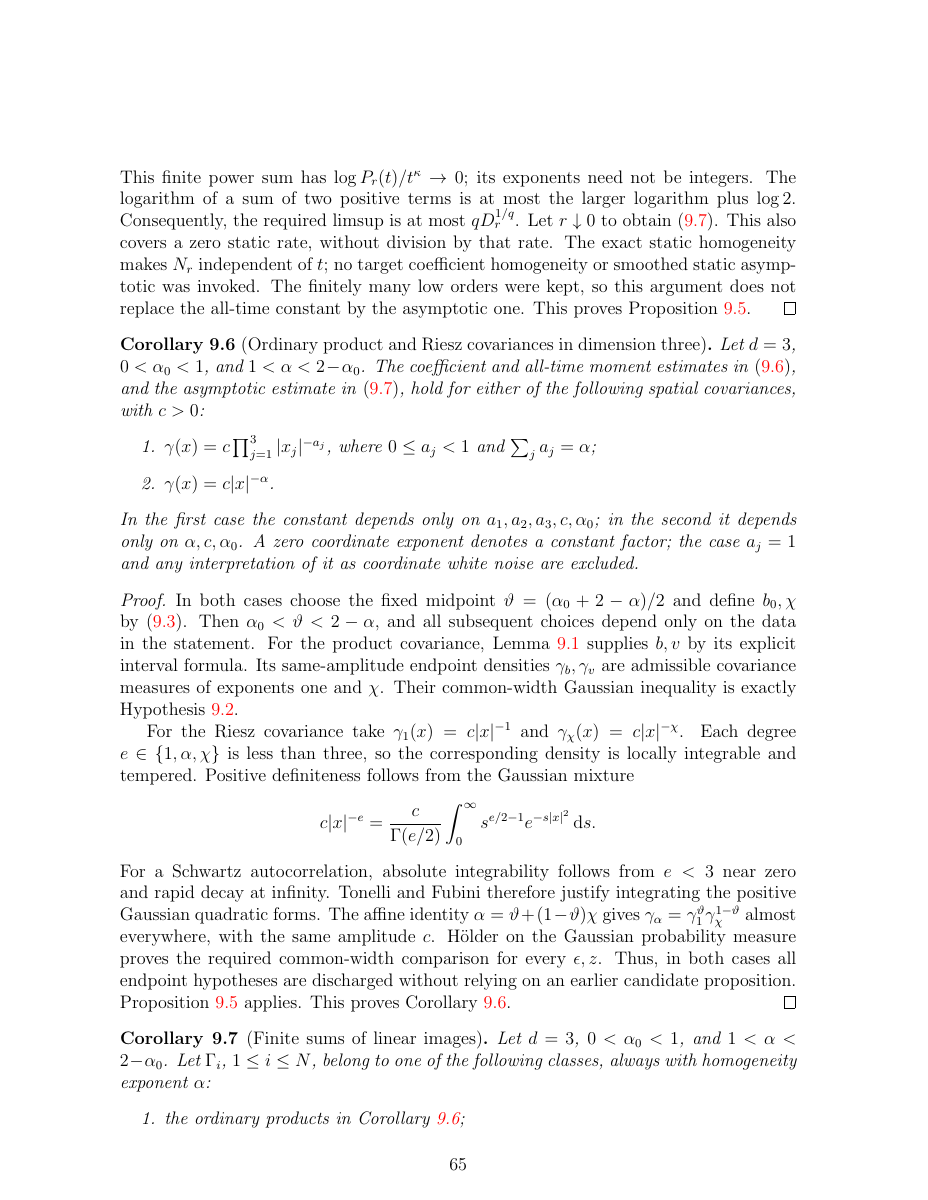 This finite power sum has log P_r(t)/t^κ → 0; its exponents need not be integers. The
logarithm of a sum of two positive terms is at most the larger logarithm plus log 2.
Consequently, the required limsup is at most qD_r^{1/q}. Let r ↓ 0 to obtain (9.7). This also
covers a zero static rate, without division by that rate. The exact static homogeneity
makes N_r independent of t; no target coefficient homogeneity or smoothed static asymp-
totic was invoked. The finitely many low orders were kept, so this argument does not
replace the all-time constant by the asymptotic one. This proves Proposition 9.5. □
Corollary 9.6 (Ordinary product and Riesz covariances in dimension three). Let d = 3,
0 < α_0 < 1, and 1 < α < 2−α_0. The coefficient and all-time moment estimates in (9.6),
and the asymptotic estimate in (9.7), hold for either of the following spatial covariances,
with c > 0:
1. γ(x) = c ∏_{j=1}^3 |x_j|^{−a_j}, where 0 ≤ a_j < 1 and ∑_j a_j = α;
2. γ(x) = c|x|^{−α}.
In the first case the constant depends only on a_1, a_2, a_3, c, α_0; in the second it depends
only on α, c, α_0. A zero coordinate exponent denotes a constant factor; the case a_j = 1
and any interpretation of it as coordinate white noise are excluded.
Proof. In both cases choose the fixed midpoint ϑ = (α_0 + 2 − α)/2 and define b_0, χ
by (9.3). Then α_0 < ϑ < 2 − α, and all subsequent choices depend only on the data
in the statement. For the product covariance, Lemma 9.1 supplies b, v by its explicit
interval formula. Its same-amplitude endpoint densities γ_b, γ_v are admissible covariance
measures of exponents one and χ. Their common-width Gaussian inequality is exactly
Hypothesis 9.2.
For the Riesz covariance take γ_1(x) = c|x|^{−1} and γ_χ(x) = c|x|^{−χ}. Each degree
e ∈ {1, α, χ} is less than three, so the corresponding density is locally integrable and
tempered. Positive definiteness follows from the Gaussian mixture
c|x|^{−e} = \frac{c}{Γ(e/2)} ∫_0^∞ s^{e/2−1} e^{−s|x|^2} ds.
For a Schwartz autocorrelation, absolute integrability follows from e < 3 near zero
and rapid decay at infinity. Tonelli and Fubini therefore justify integrating the positive
Gaussian quadratic forms. The affine identity α = ϑ+(1−ϑ)χ gives γ_α = γ_1^ϑ γ_χ^{1−ϑ} almost
everywhere, with the same amplitude c. Hölder on the Gaussian probability measure
proves the required common-width comparison for every ϵ, z. Thus, in both cases all
endpoint hypotheses are discharged without relying on an earlier candidate proposition.
Proposition 9.5 applies. This proves Corollary 9.6. □
Corollary 9.7 (Finite sums of linear images). Let d = 3, 0 < α_0 < 1, and 1 < α <
2−α_0. Let Γ_i, 1 ≤ i ≤ N, belong to one of the following classes, always with homogeneity
exponent α:
1. the ordinary products in Corollary 9.6;
65